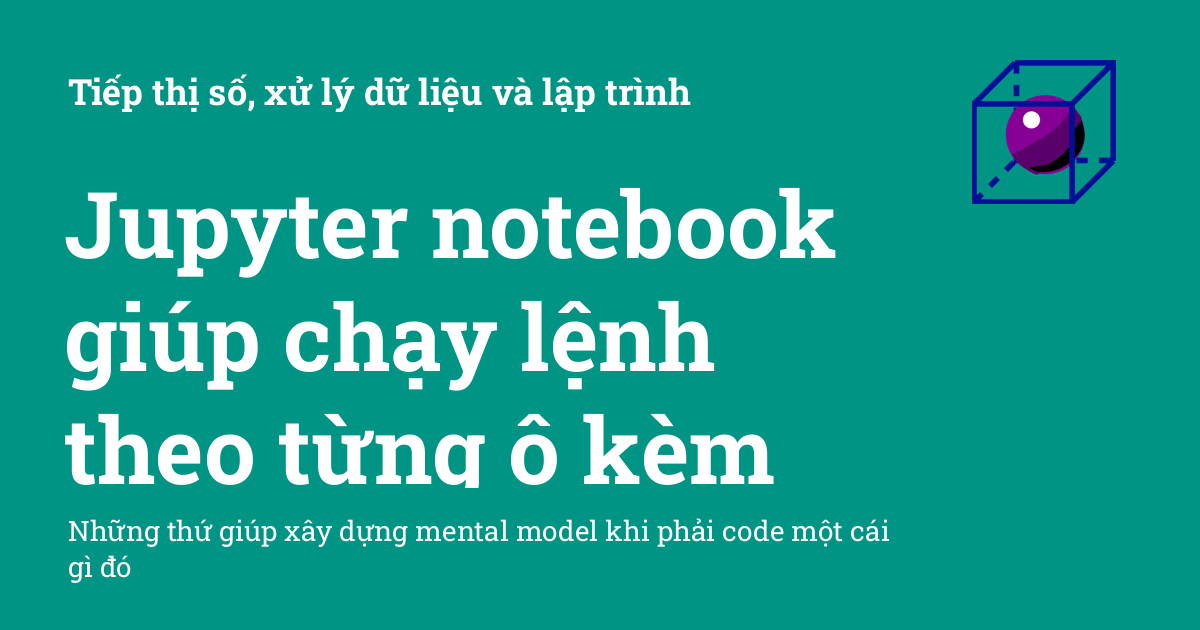 Tiếp thị số, xử lý dữ liệu và lập trình
Jupyter notebook
giúp chạy lệnh
theo từng ô kèm
Những thứ giúp xây dựng mental model khi phải code một cái
gì đó